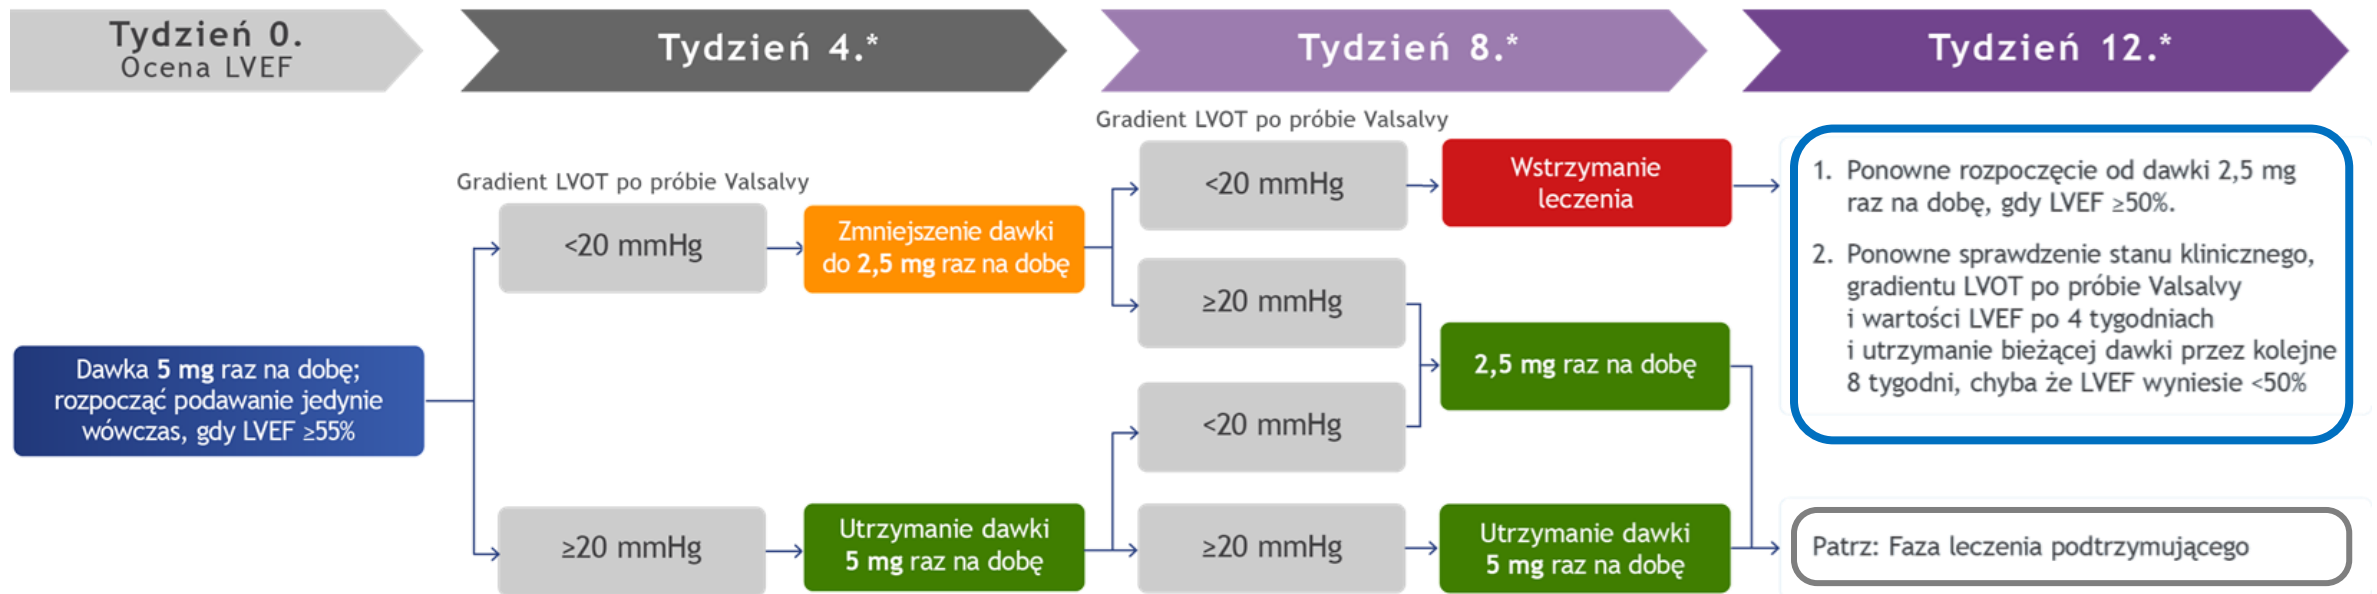 Tydzień 0.
Ocena LVEF
Tydzień 4.*
Tydzień 8.*
Tydzień 12.*
Dawka 5 mg raz na dobę;
rozpocząć podawanie jedynie
wówczas, gdy LVEF ≥55%
Gradient LVOT po próbie Valsalvy
<20 mmHg
Zmniejszenie dawki
do 2,5 mg raz na dobę
≥20 mmHg
Utrzymanie dawki
5 mg raz na dobę
Gradient LVOT po próbie Valsalvy
<20 mmHg
Wstrzymanie
leczenia
≥20 mmHg
2,5 mg raz na dobę
<20 mmHg
≥20 mmHg
Utrzymanie dawki
5 mg raz na dobę
1. Ponowne rozpoczęcie od dawki 2,5 mg
raz na dobę, gdy LVEF ≥50%.
2. Ponowne sprawdzenie stanu klinicznego,
gradientu LVOT po próbie Valsalvy
i wartości LVEF po 4 tygodniach
i utrzymanie bieżącej dawki przez kolejne
8 tygodni, chyba że LVEF wyniesie <50%
Patrz: Faza leczenia podtrzymującego